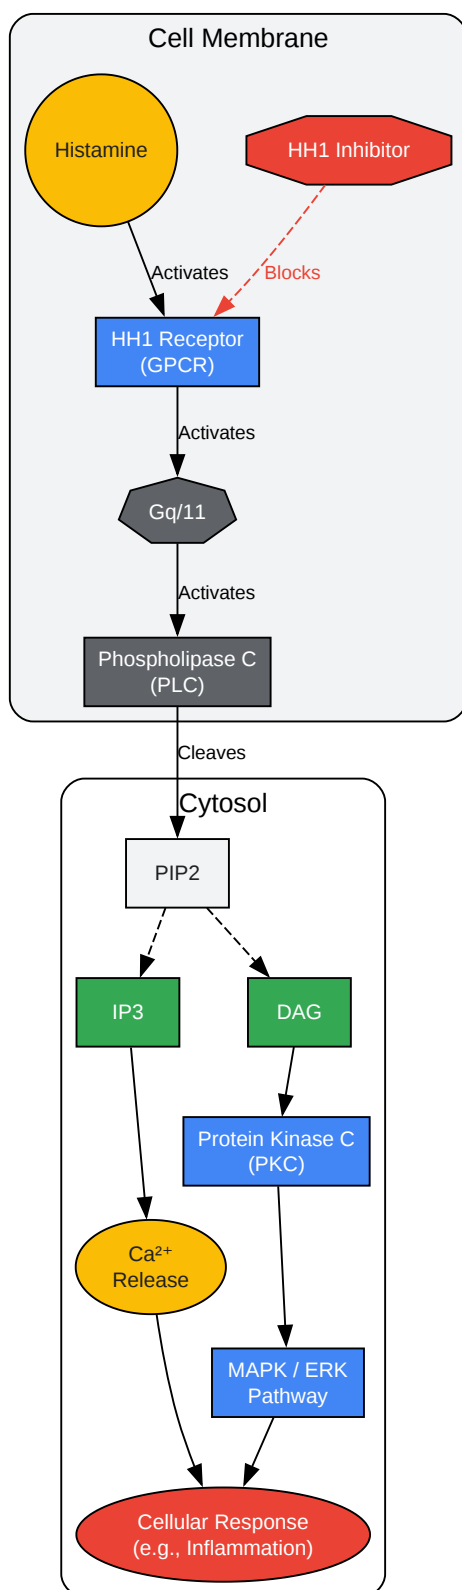 Cell Membrane
Histamine
HH1 Inhibitor
Activates
Blocks
HH1 Receptor
(GPCR)
Activates
Gq/11
Activates
Phospholipase C
(PLC)
Cleaves
Cytosol
PIP2
IP3
DAG
Protein Kinase C
(PKC)
Ca²⁺
Release
MAPK / ERK
Pathway
Cellular Response
(e.g., Inflammation)